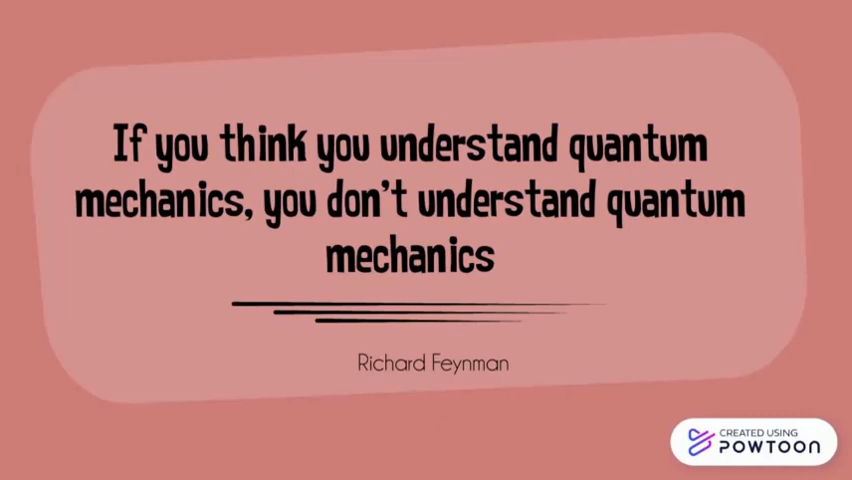 If you think you understand quantum
mechanics, you don't understand quantum
mechanics
Richard Feynman
CREATED USING
POWTOON